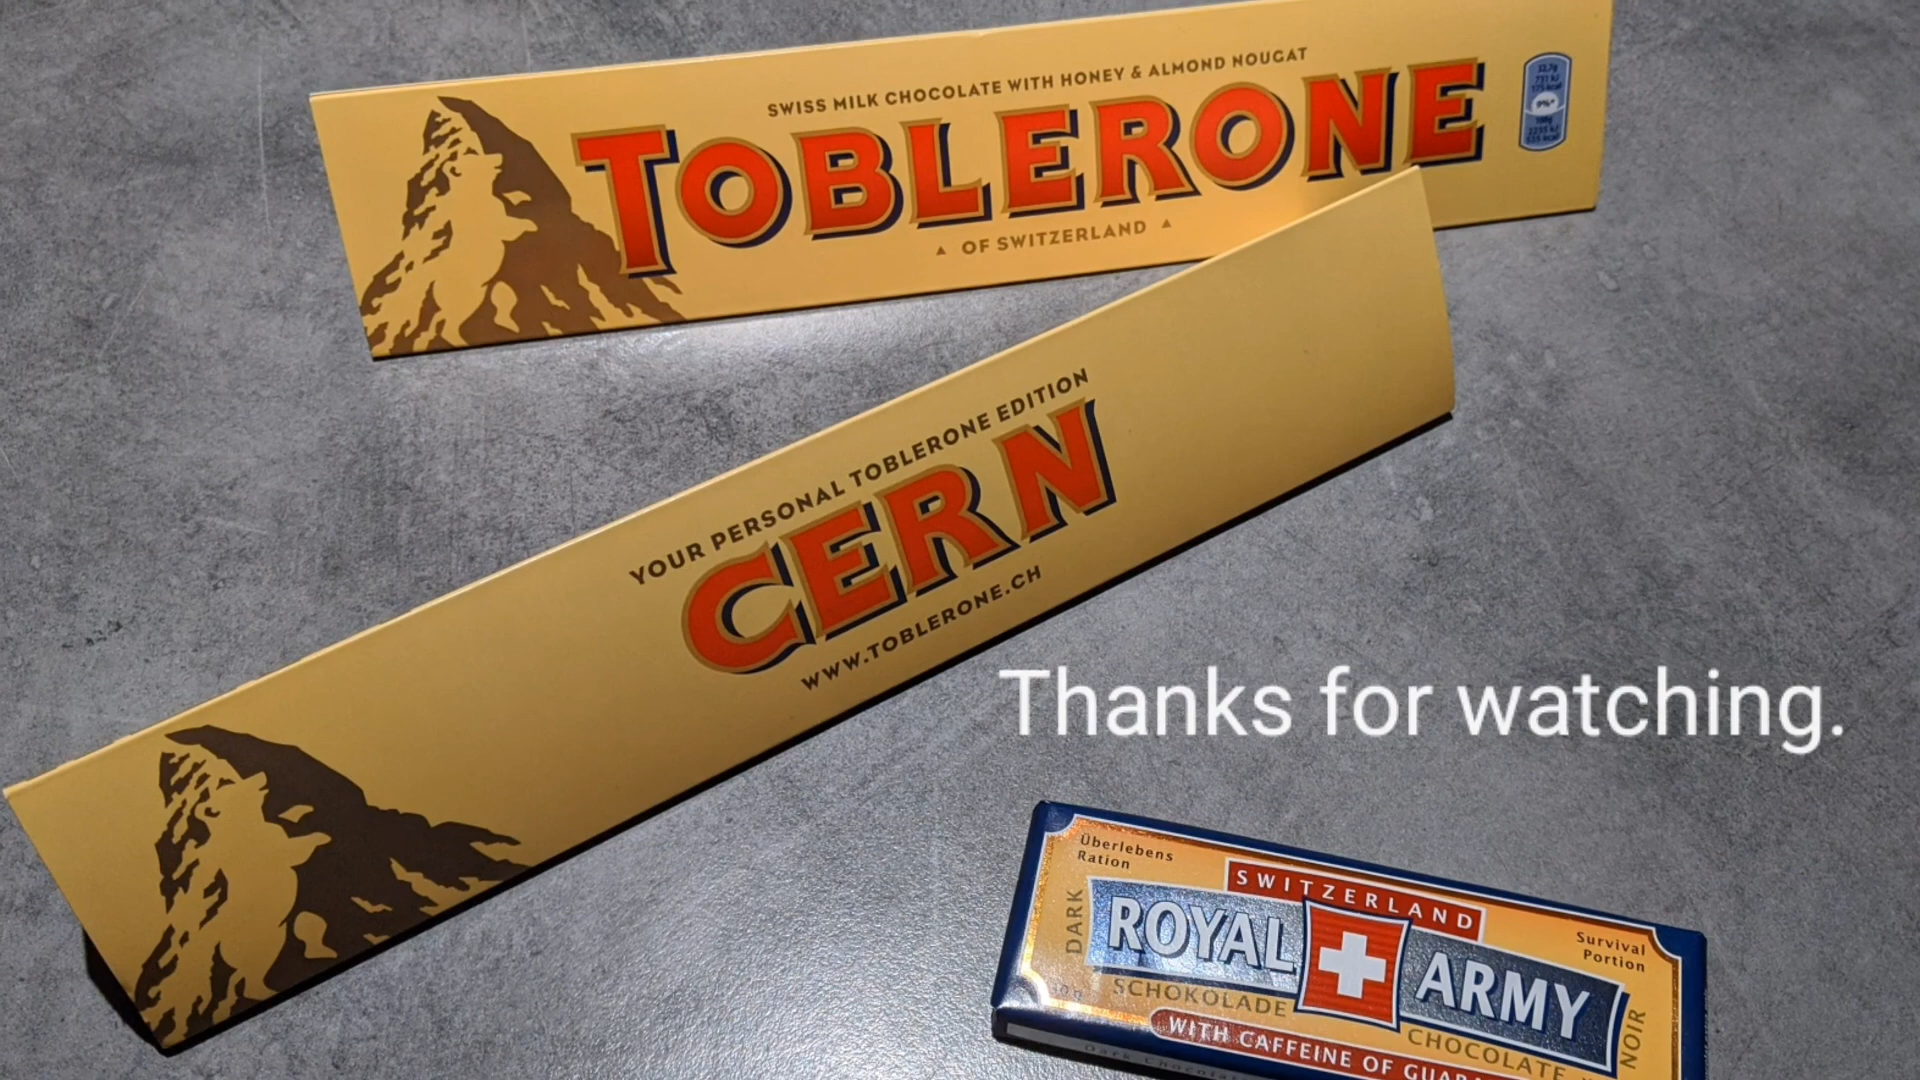 SWISS MILK CHOCOLATE WITH HONEY & ALMOND NOUGAT
TOBLERONE
▲ OF SWITZERLAND ▲
YOUR PERSONAL TOBLERONE EDITION
CERN
WWW.TOBLERONE.CH
Thanks for watching.
Überlebens
Ration
SWITZERLAND
Survival
Portion
DARK
ROYAL ARMY
SCHOKOLADE
CHOCOLATE
NOIR
WITH CAFFEINE OF